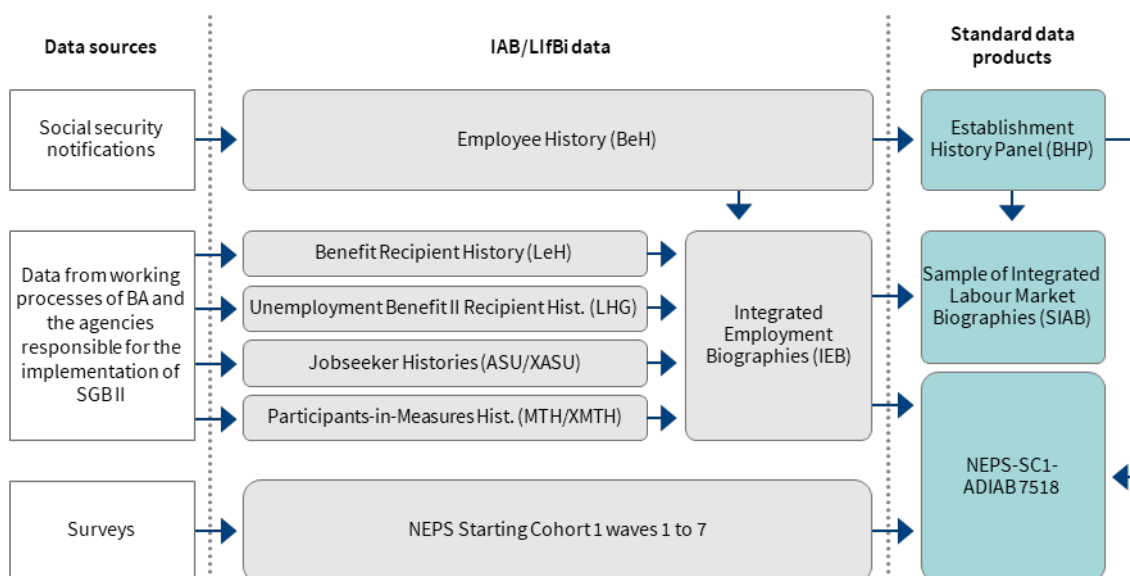 Data sources
IAB/LIfBi data
Standard data
products
Social security
notifications
Employee History (BeH)
Establishment
History Panel (BHP)
Data from working
processes of BA and
the agencies
responsible for the
implementation of
SGB II
Benefit Recipient History (LeH)
Unemployment Benefit II Recipient Hist. (LHG)
Jobseeker Histories (ASU/XASU)
Participants-in-Measures Hist. (MTH/XMTH)
Integrated
Employment
Biographies (IEB)
Sample of Integrated
Labour Market
Biographies (SIAB)
NEPS-SC1-
ADIAB 7518
Surveys
NEPS Starting Cohort 1 waves 1 to 7